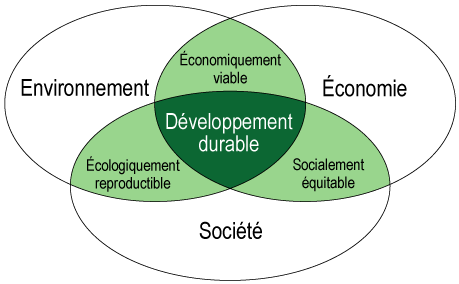 Économiquement
viable
Environnement
Économie
Développement
durable
Écologiquement
reproductible
Socialement
équitable
Société